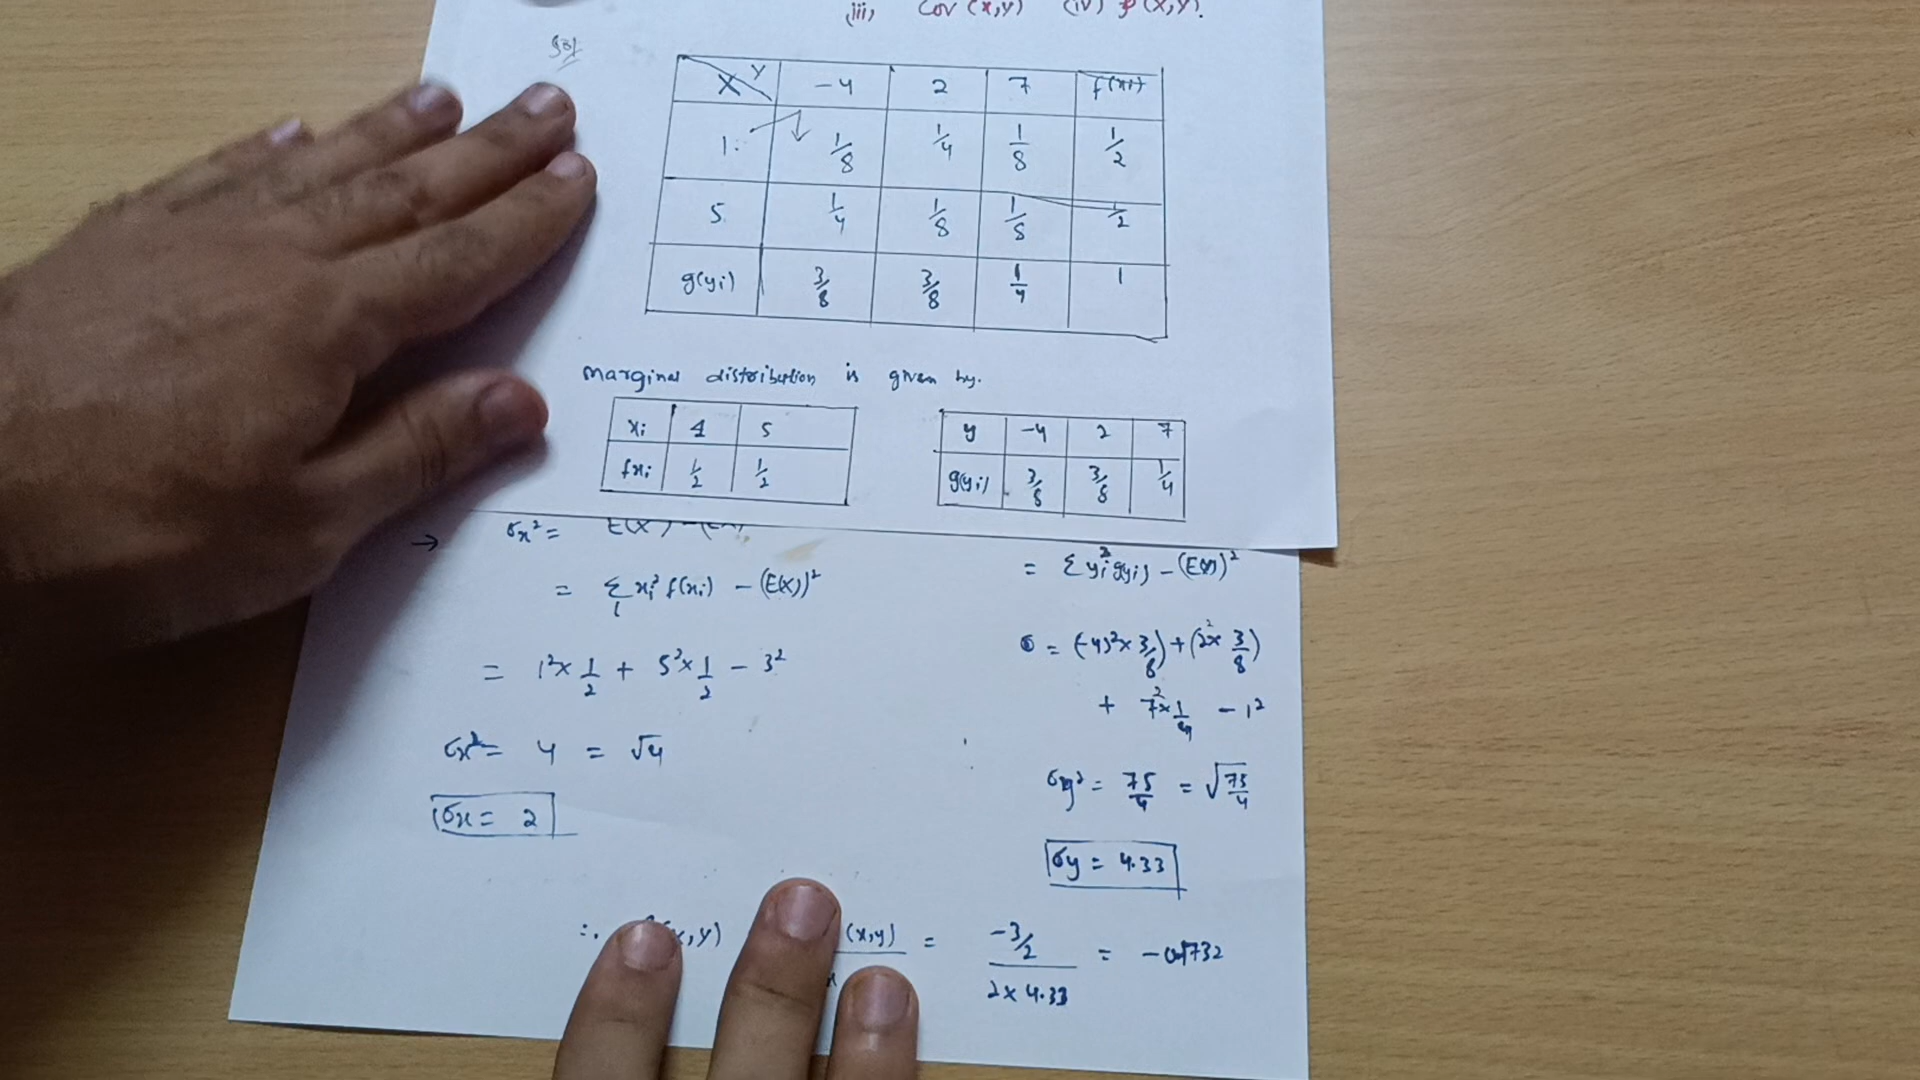 (iii) Cov (x,y) (iv) ρ(x,y).
X Y -4 2 7 f(xi)
1 1/8 1/4 1/8 1/2
5 1/4 1/8 1/8 1/2
g(yi) 3/8 3/8 1/4 1
Marginal distribution is given by.
xi 1 5
fxi 1/2 1/2
y -4 2 7
g(yi) 3/8 3/8 1/4
→ σx² =
= Σ xi² f(xi) - (E(X))²
= 1² x 1/2 + 5² x 1/2 - 3²
σx² = 4 = √4
σx = 2
= Σ yi² g(yi) - (E(Y))²
= (-4)² x 3/8) + (2² x 3/8)
+ 7² x 1/4 - 1²
σy² = 75/4 = √75/4
σy = 4.33
∴ (x,y) (x,y) = -3/2 / 2 x 4.33 = -0.1732